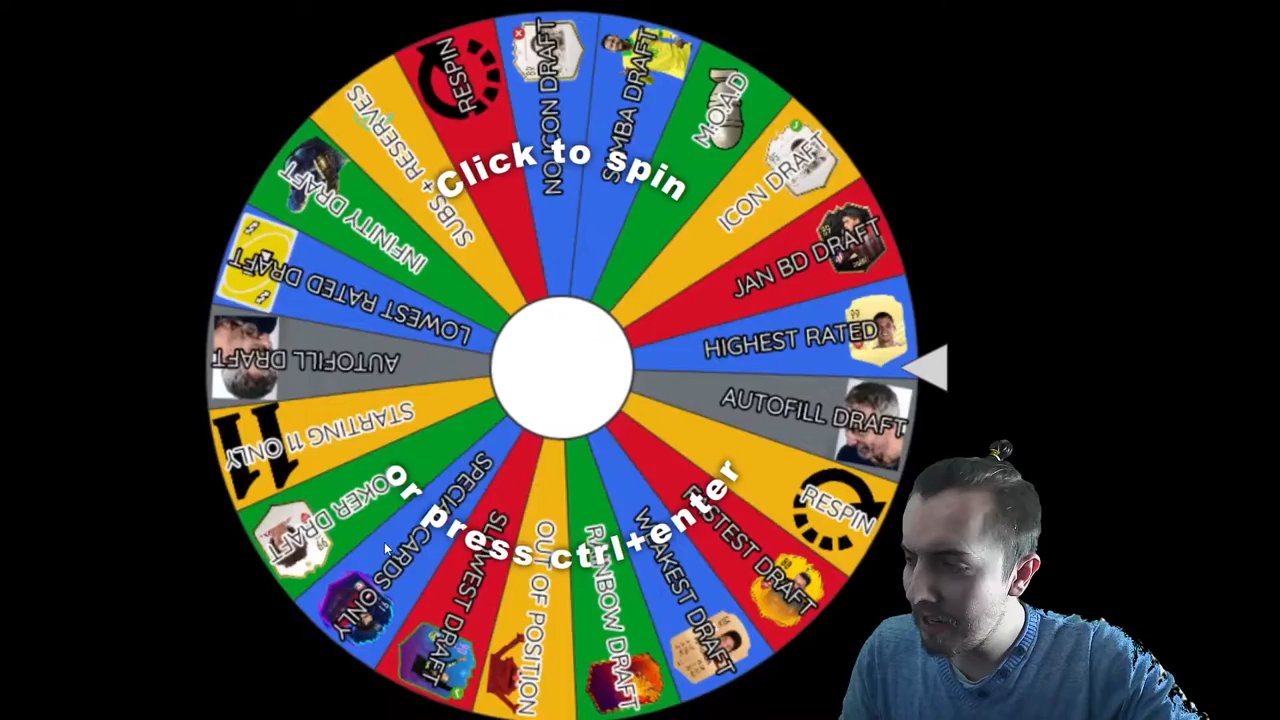 Click to spin
or press ctrl+enter
NO ICON DRAFT
SAMBA DRAFT
M.O.A.D
ICON DRAFT
JAN BD DRAFT
HIGHEST RATED
AUTOFILL DRAFT
RESPIN
FASTEST DRAFT
WEAKEST DRAFT
RAINBOW DRAFT
OUT OF POSITION
SLOWEST DRAFT
SPECIAL CARDS ONLY
JOKER DRAFT
STARTING 11 ONLY
AUTOFILL DRAFT
LOWEST RATED DRAFT
INFINITY DRAFT
SUBS + RESERVES
RESPIN